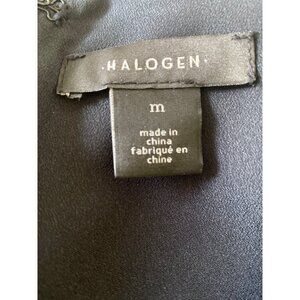 ·HALOGEN·
m
made in
china
fabriqué en
chine